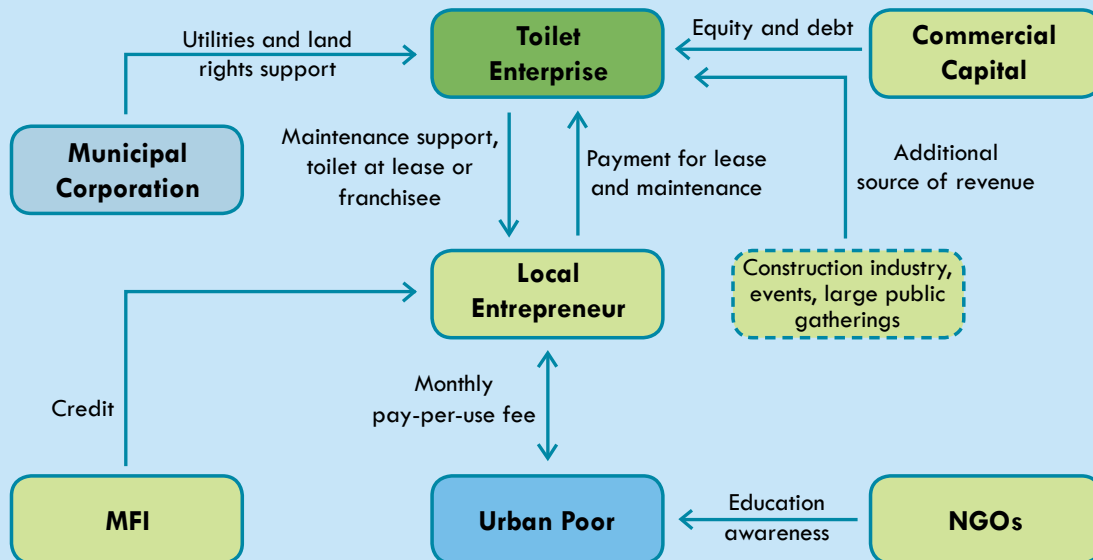 Toilet
Enterprise
Equity and debt
Commercial
Capital
Utilities and land
rights support
Municipal
Corporation
Maintenance support,
toilet at lease or
franchisee
Payment for lease
and maintenance
Additional
source of revenue
Local
Entrepreneur
Construction industry,
events, large public
gatherings
Credit
Monthly
pay-per-use fee
MFI
Urban Poor
Education
awareness
NGOs